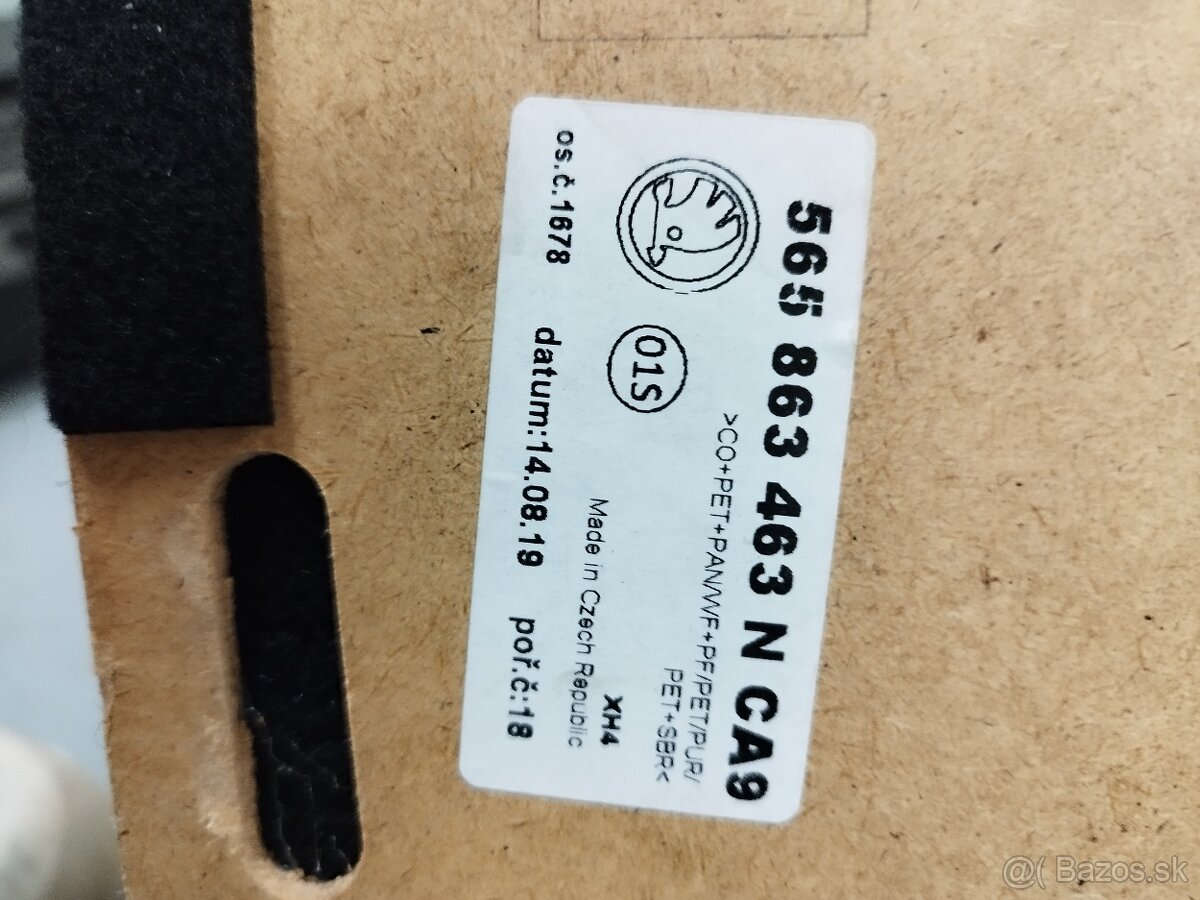 565 863 463 N CA9
>CO+PET+PAN/WF+PF/PET/PUR/
PET+SBR<
01S
XH4
Made in Czech Republic
os.č.1678 datum:14.08.19 poř.č:18
@( Bazos.sk